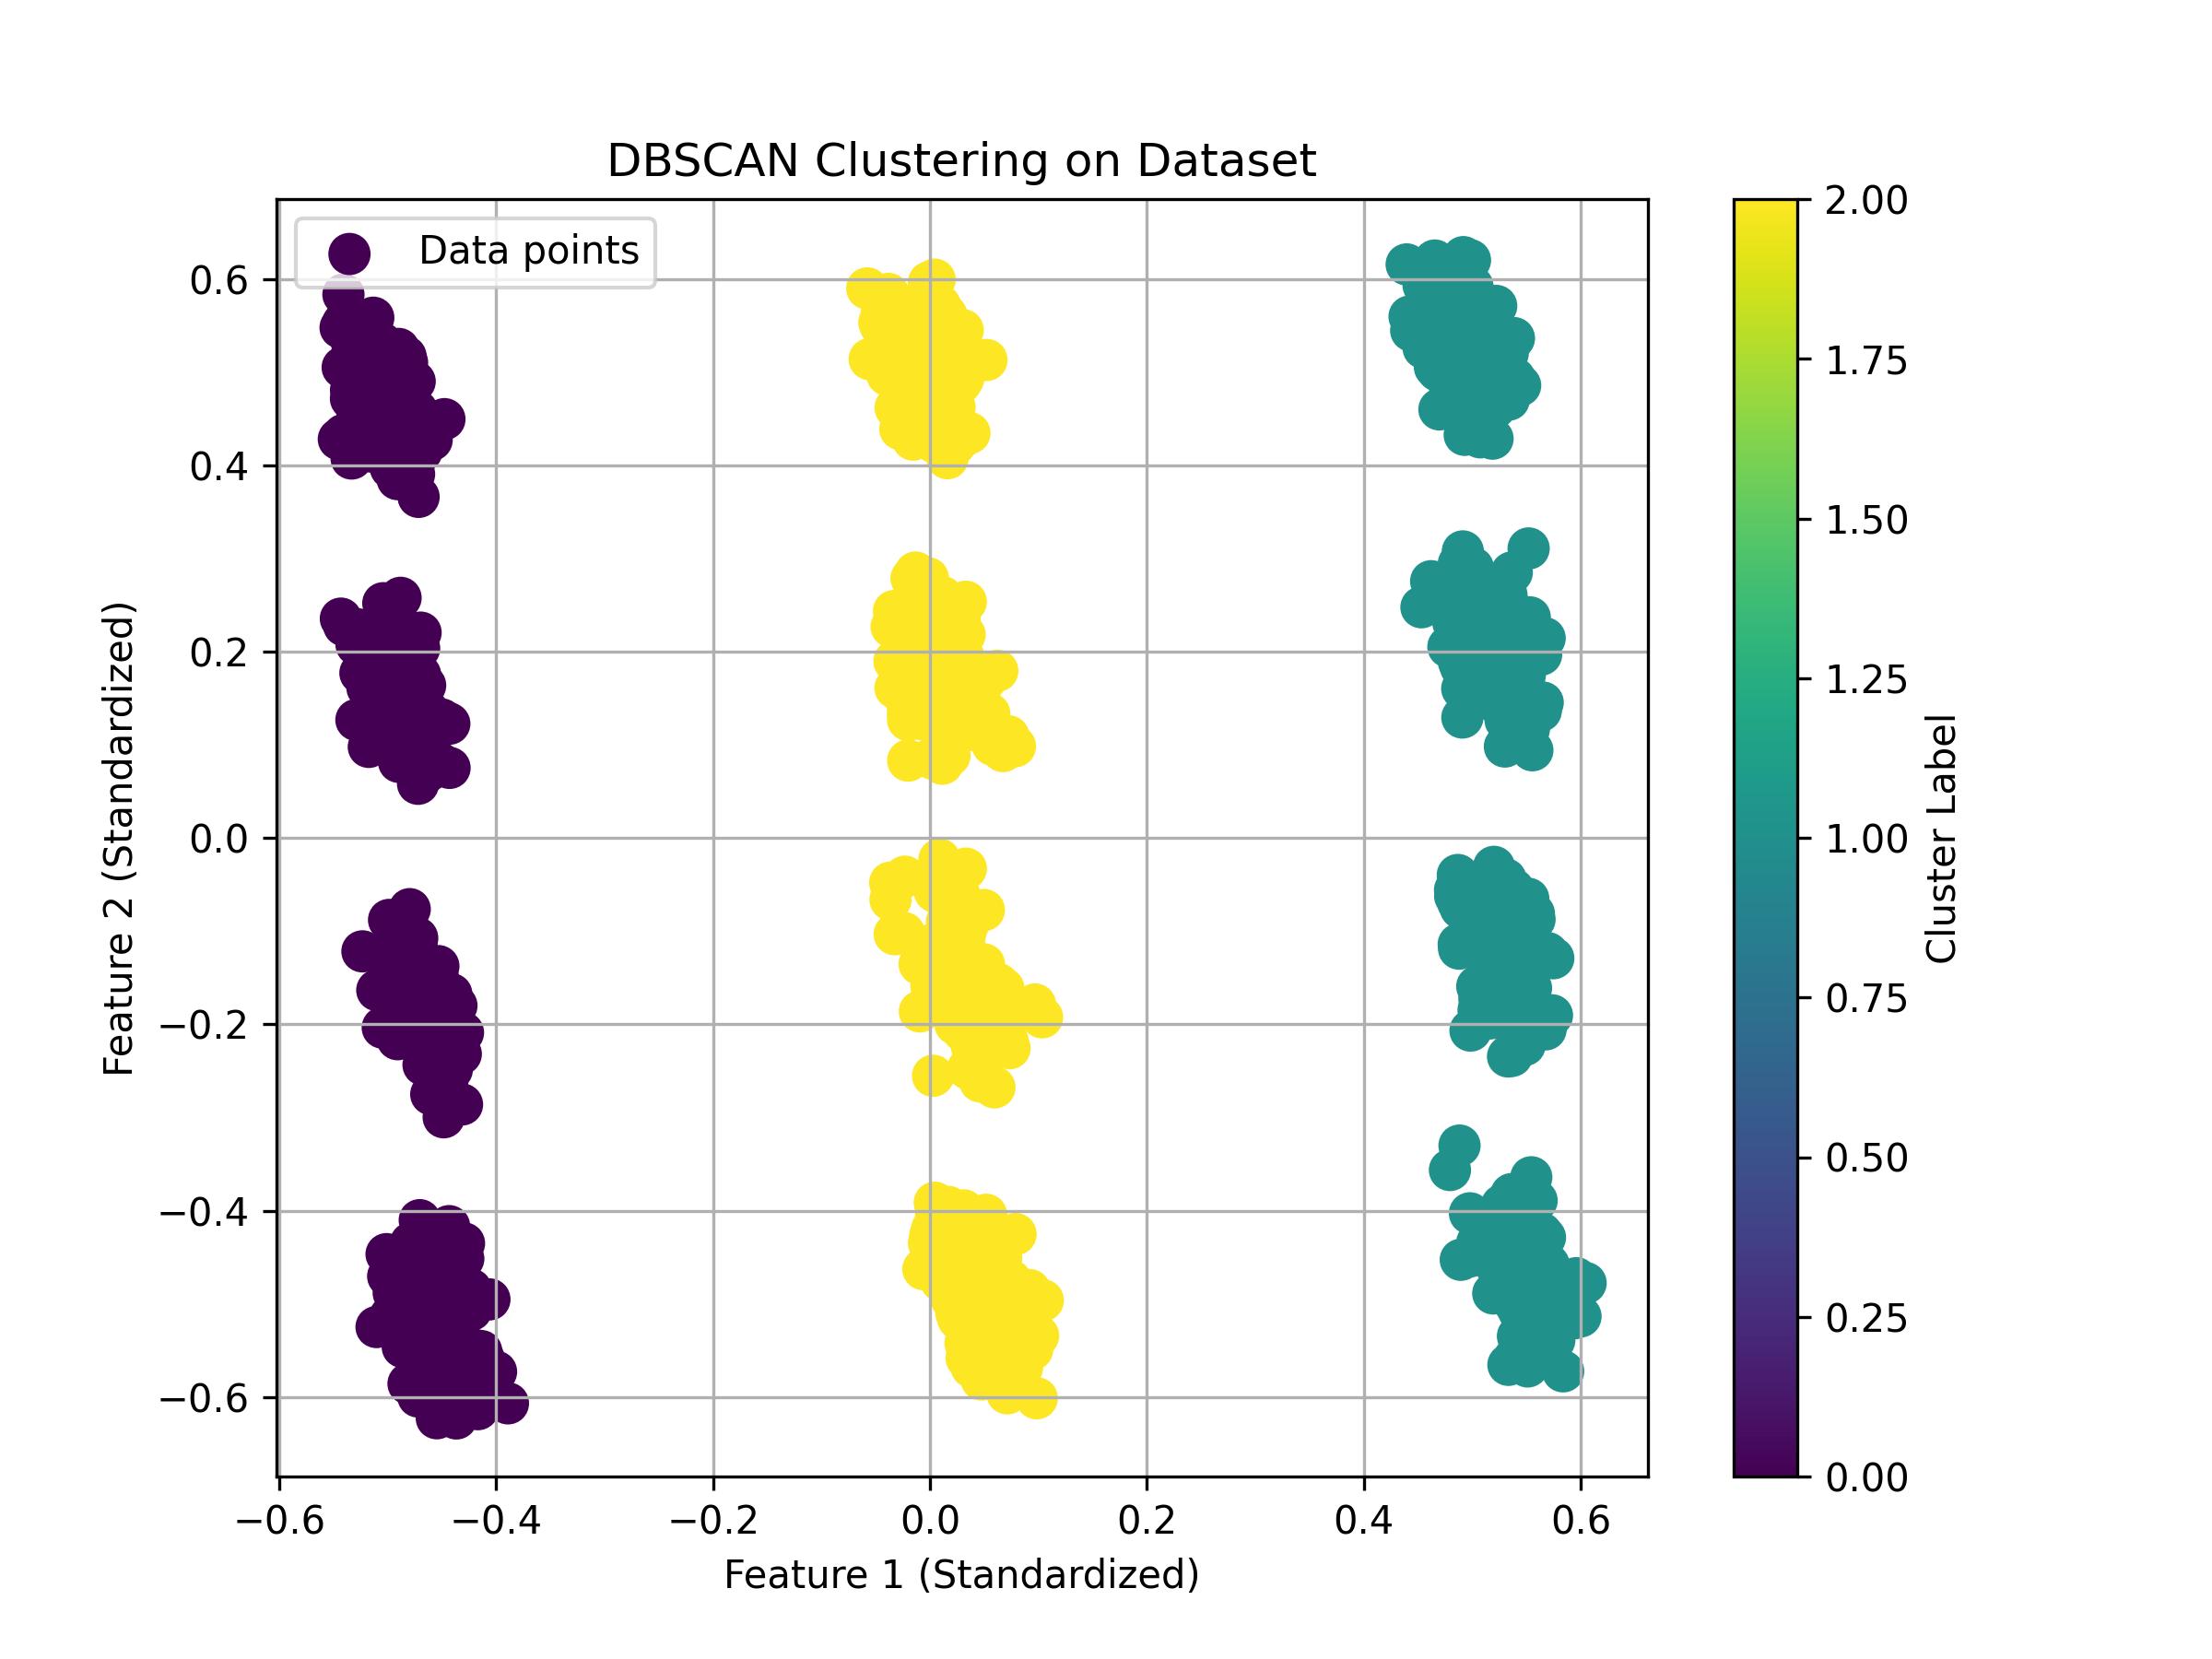 DBSCAN Clustering on Dataset
Data points
0.6
0.4
0.2
0.0
−0.2
−0.4
−0.6
Feature 2 (Standardized)
−0.6 −0.4 −0.2 0.0 0.2 0.4 0.6
Feature 1 (Standardized)
2.00
1.75
1.50
1.25
1.00
0.75
0.50
0.25
0.00
Cluster Label